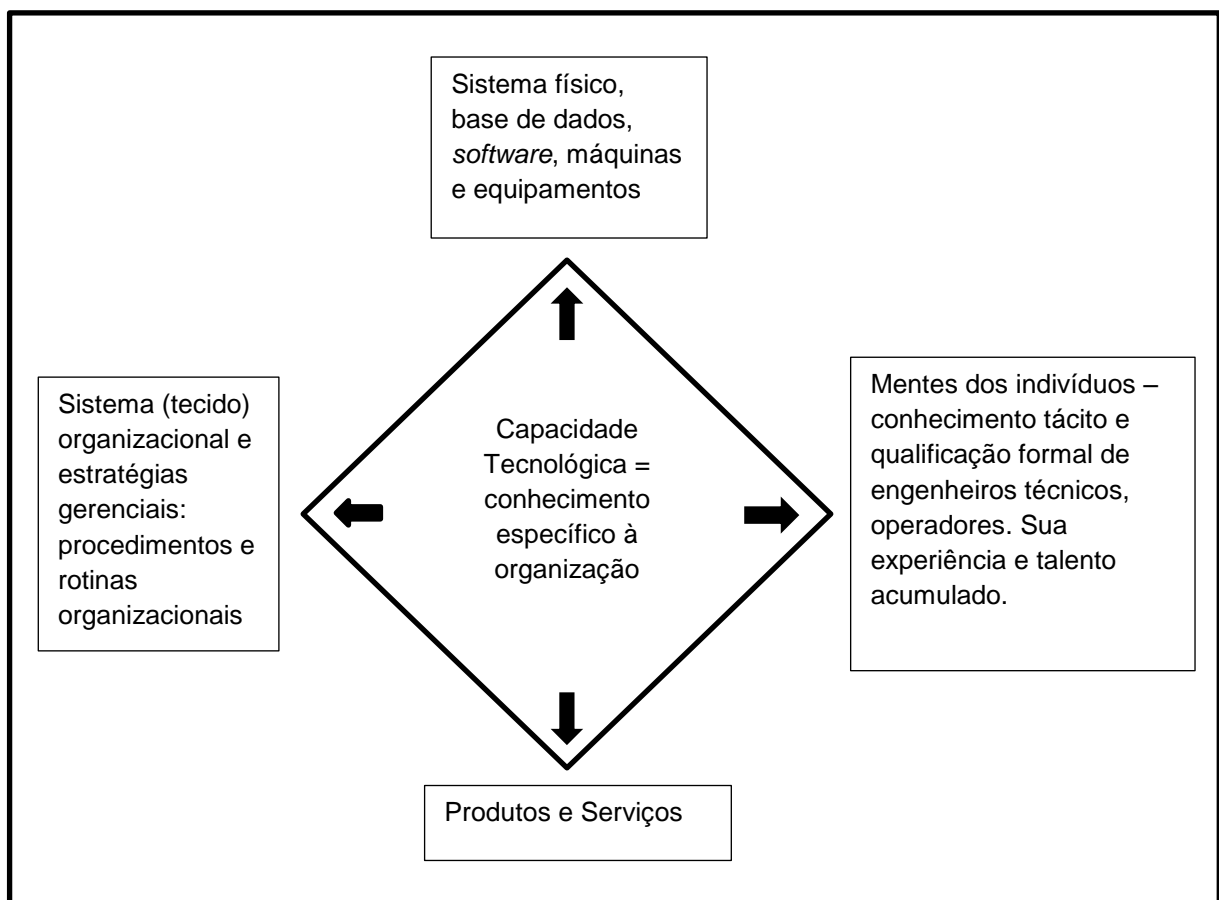 Sistema físico,
base de dados,
software, máquinas
e equipamentos
Sistema (tecido)
organizacional e
estratégias
gerenciais:
procedimentos e
rotinas
organizacionais
Capacidade
Tecnológica =
conhecimento
específico à
organização
Mentes dos indivíduos –
conhecimento tácito e
qualificação formal de
engenheiros técnicos,
operadores. Sua
experiência e talento
acumulado.
Produtos e Serviços